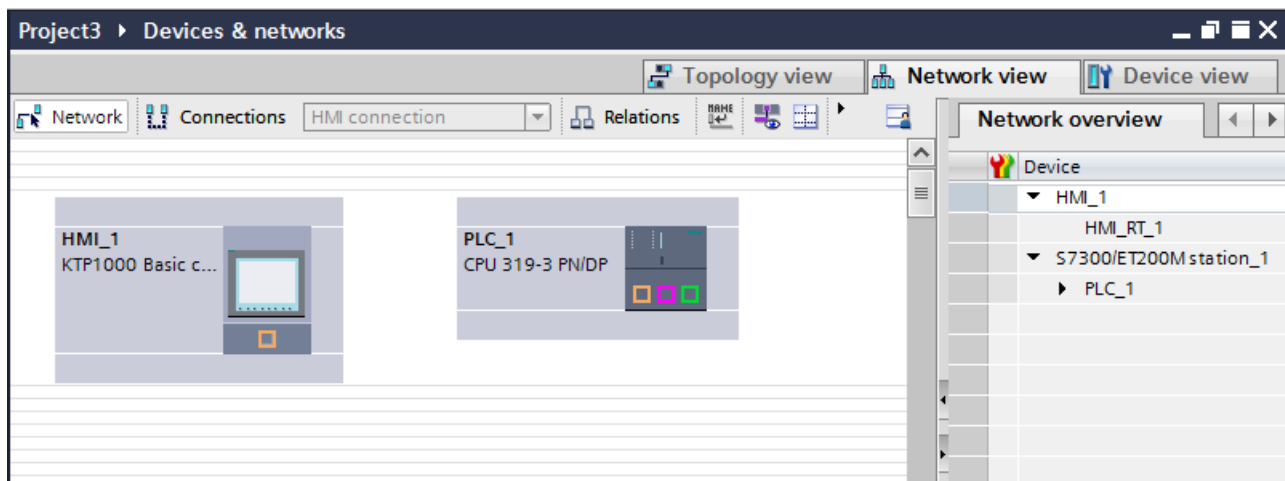 Project3 ▸ Devices & networks
Topology view Network view Device view
Network Connections HMI connection Relations NAME Network overview
Device
HMI_1
HMI_RT_1
S7300/ET200M station_1
PLC_1
HMI_1
KTP1000 Basic c...
PLC_1
CPU 319-3 PN/DP